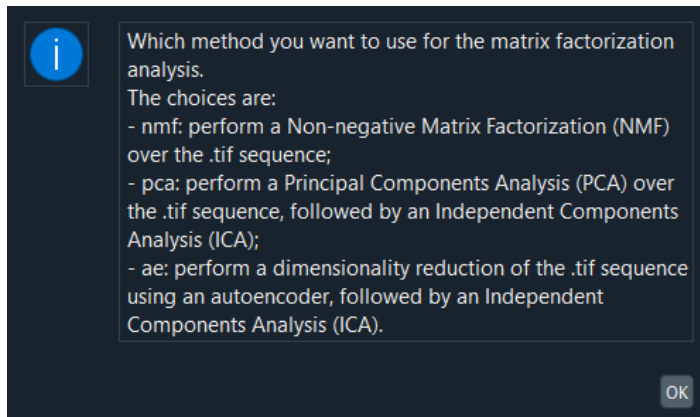 i
Which method you want to use for the matrix factorization
analysis.
The choices are:
- nmf: perform a Non-negative Matrix Factorization (NMF)
over the .tif sequence;
- pca: perform a Principal Components Analysis (PCA) over
the .tif sequence, followed by an Independent Components
Analysis (ICA);
- ae: perform a dimensionality reduction of the .tif sequence
using an autoencoder, followed by an Independent
Components Analysis (ICA).
OK